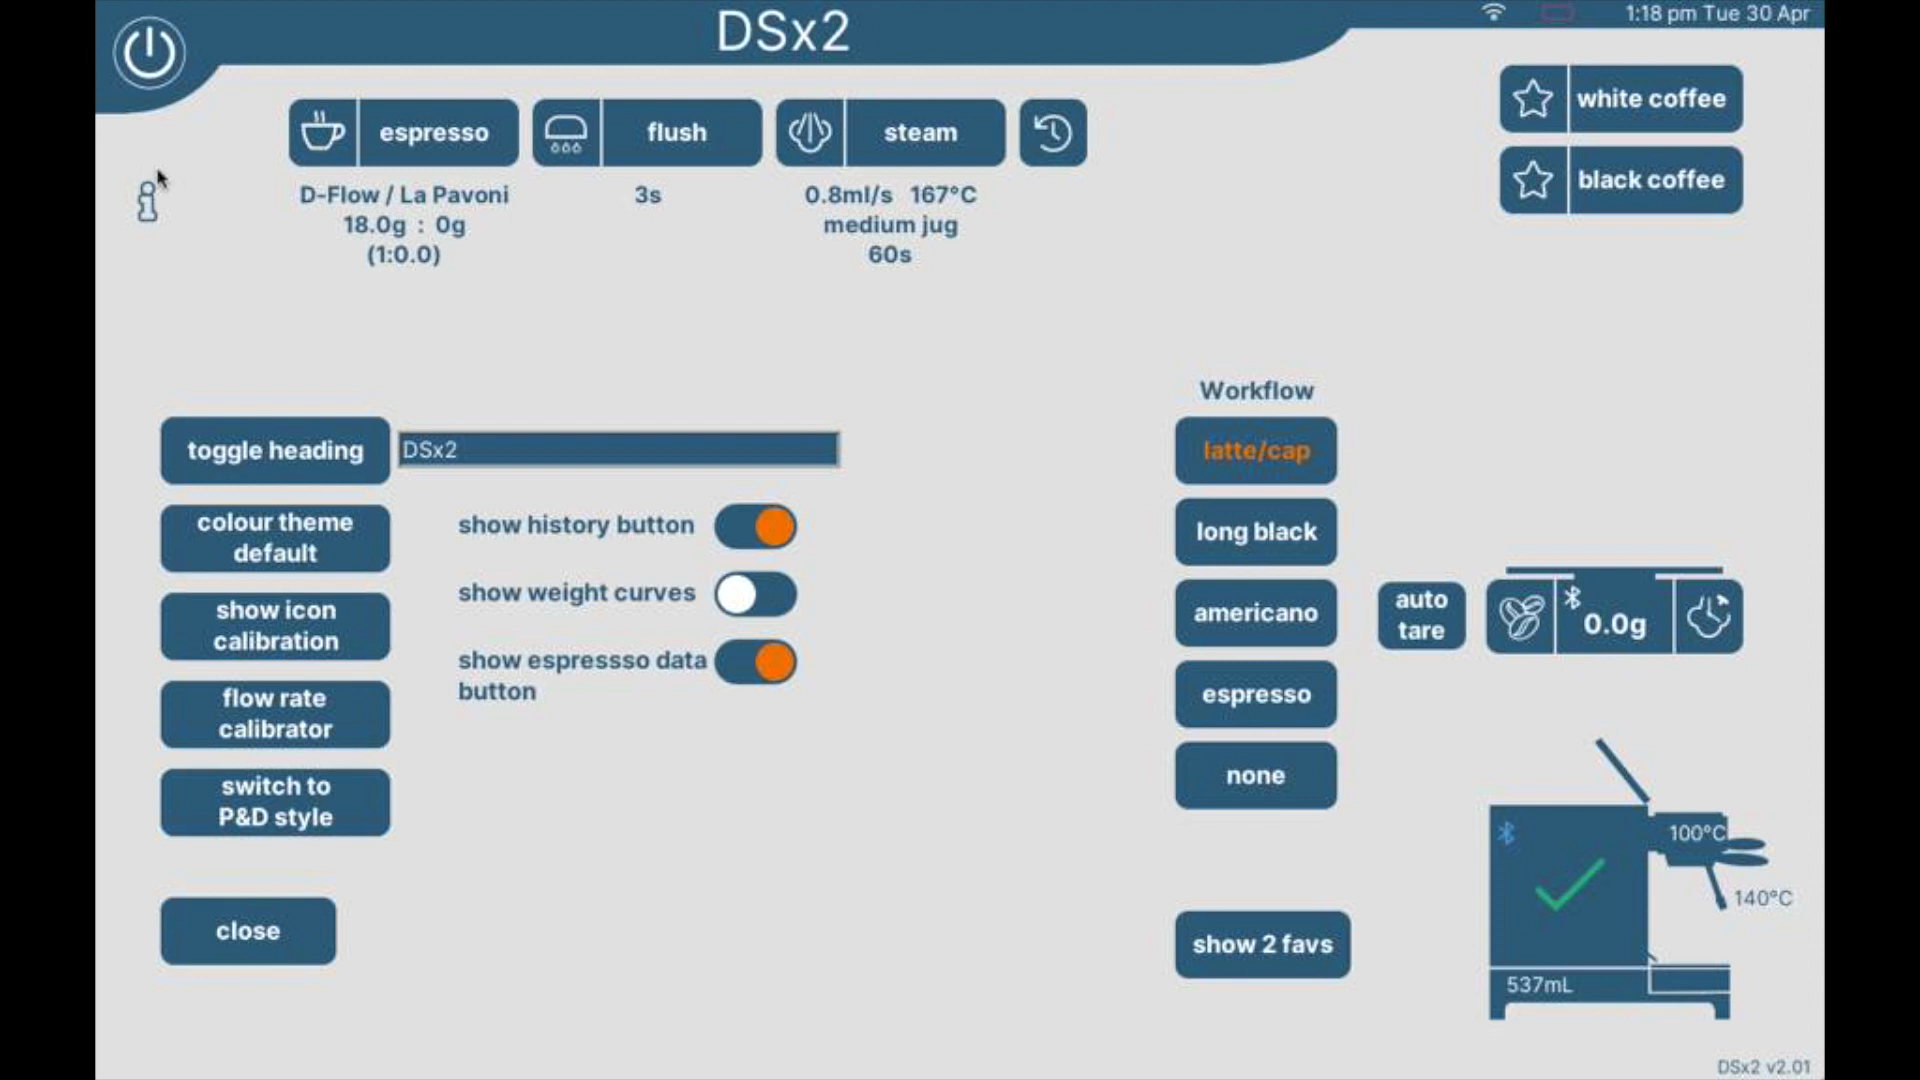 DSx2
1:18 pm Tue 30 Apr
espresso
flush
steam
white coffee
black coffee
D-Flow / La Pavoni
18.0g : 0g
(1:0.0)
3s
0.8ml/s 167°C
medium jug
60s
toggle heading
DSx2
colour theme
default
show icon
calibration
flow rate
calibrator
switch to
P&D style
close
show history button
show weight curves
show espressso data
button
Workflow
latte/cap
long black
americano
espresso
none
show 2 favs
auto
tare
0.0g
100°C
140°C
537mL
DSx2 v2.01